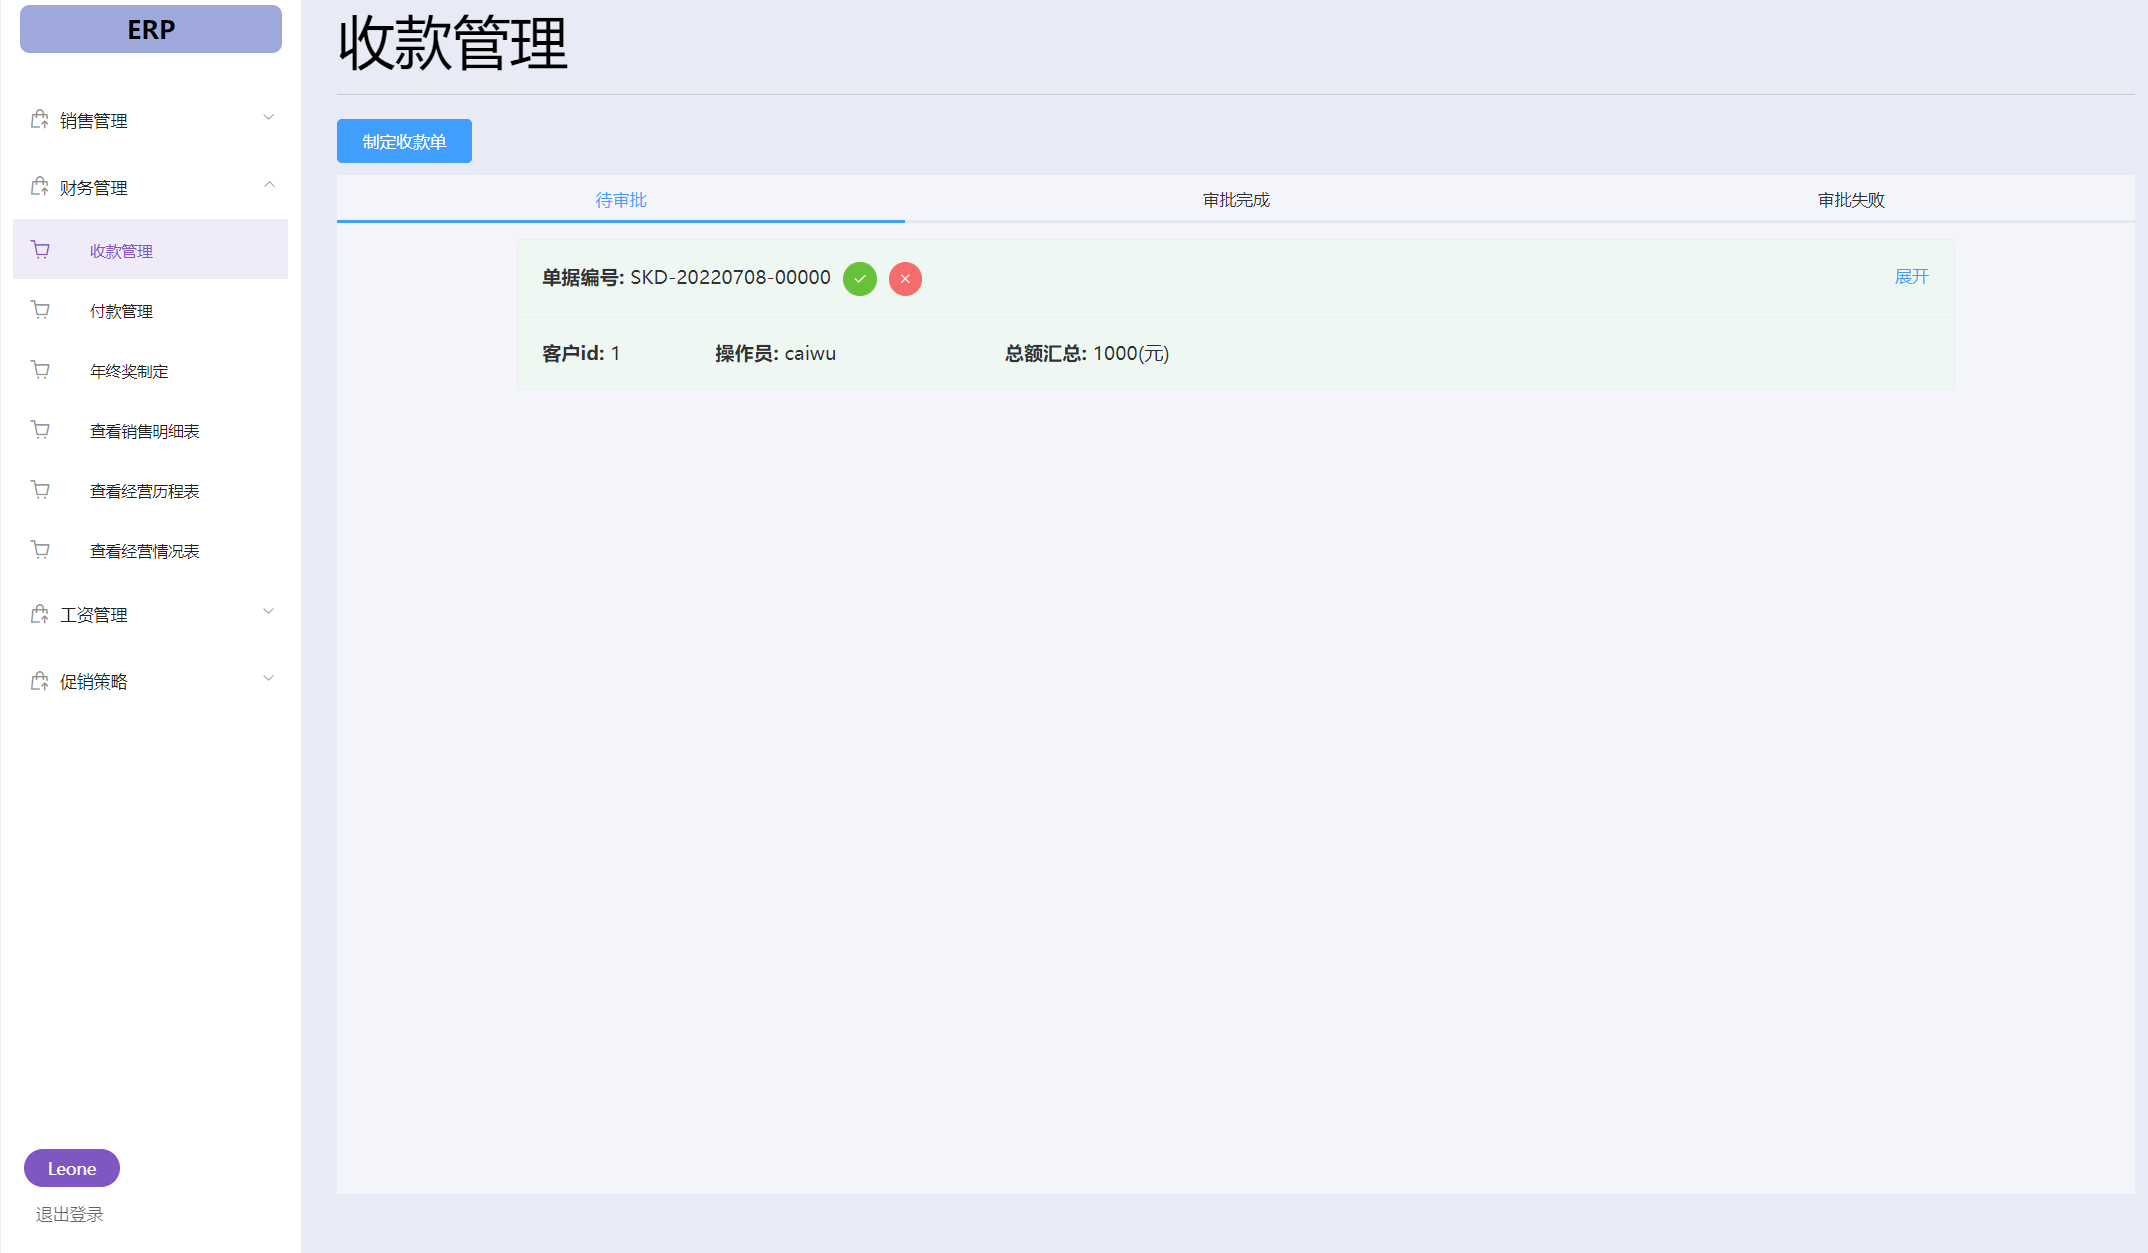 ERP
销售管理
财务管理
收款管理
付款管理
年终奖制定
查看销售明细表
查看经营历程表
查看经营情况表
工资管理
促销策略
Leone
退出登录
收款管理
制定收款单
待审批 审批完成 审批失败
单据编号: SKD-20220708-00000 展开
客户id: 1 操作员: caiwu 总额汇总: 1000(元)